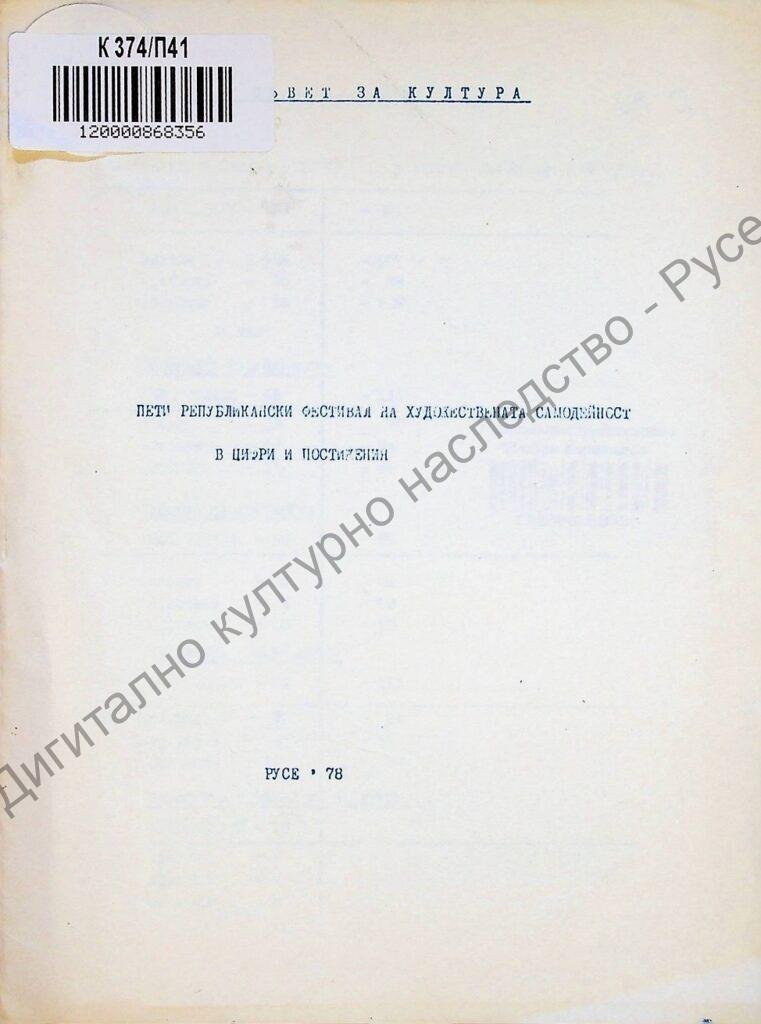 К 374/П41
120000868356
ЪВЕТ ЗА КУЛТУРА
ПЕТИ РЕПУБЛИКАНСКИ ФЕСТИВАЛ НА ХУДОЖЕСТВЕНАТА САМОДЕЙНОСТ
В ЦИФРИ И ПОСТИЖЕНИЯ
РУСЕ ' 78
Дигитално културно наследство - Русе